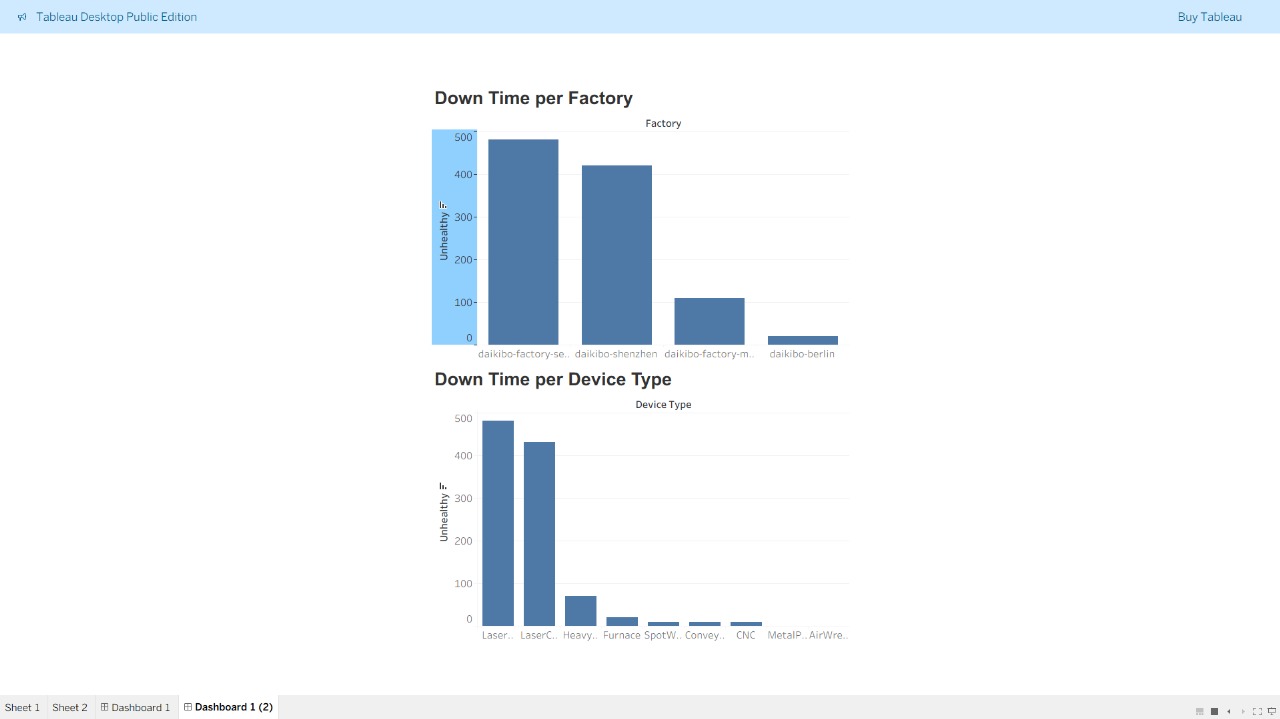 Tableau Desktop Public Edition
Buy Tableau
Down Time per Factory
Factory
Unhealthy
500
400
300
200
100
0
daikibo-factory-se.. daikibo-shenzhen daikibo-factory-m.. daikibo-berlin
Down Time per Device Type
Device Type
Unhealthy
500
400
300
200
100
0
Laser.. LaserC.. Heavy.. Furnace SpotW.. Convey.. CNC MetalP.. AirWre..
Sheet 1 Sheet 2 Dashboard 1 Dashboard 1 (2)